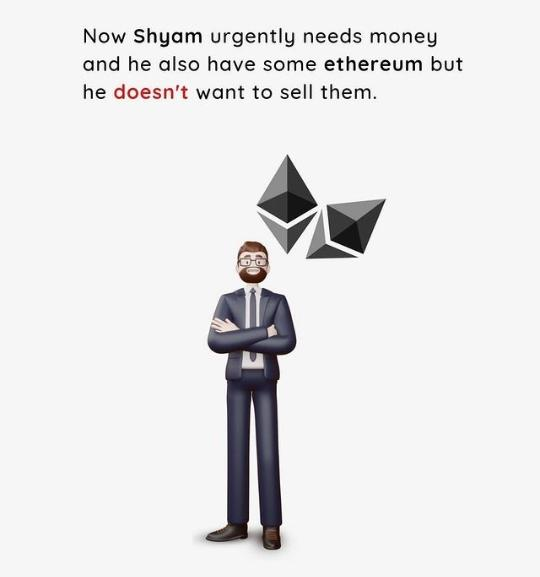 Now Shyam urgently needs money
and he also have some ethereum but
he doesn't want to sell them.